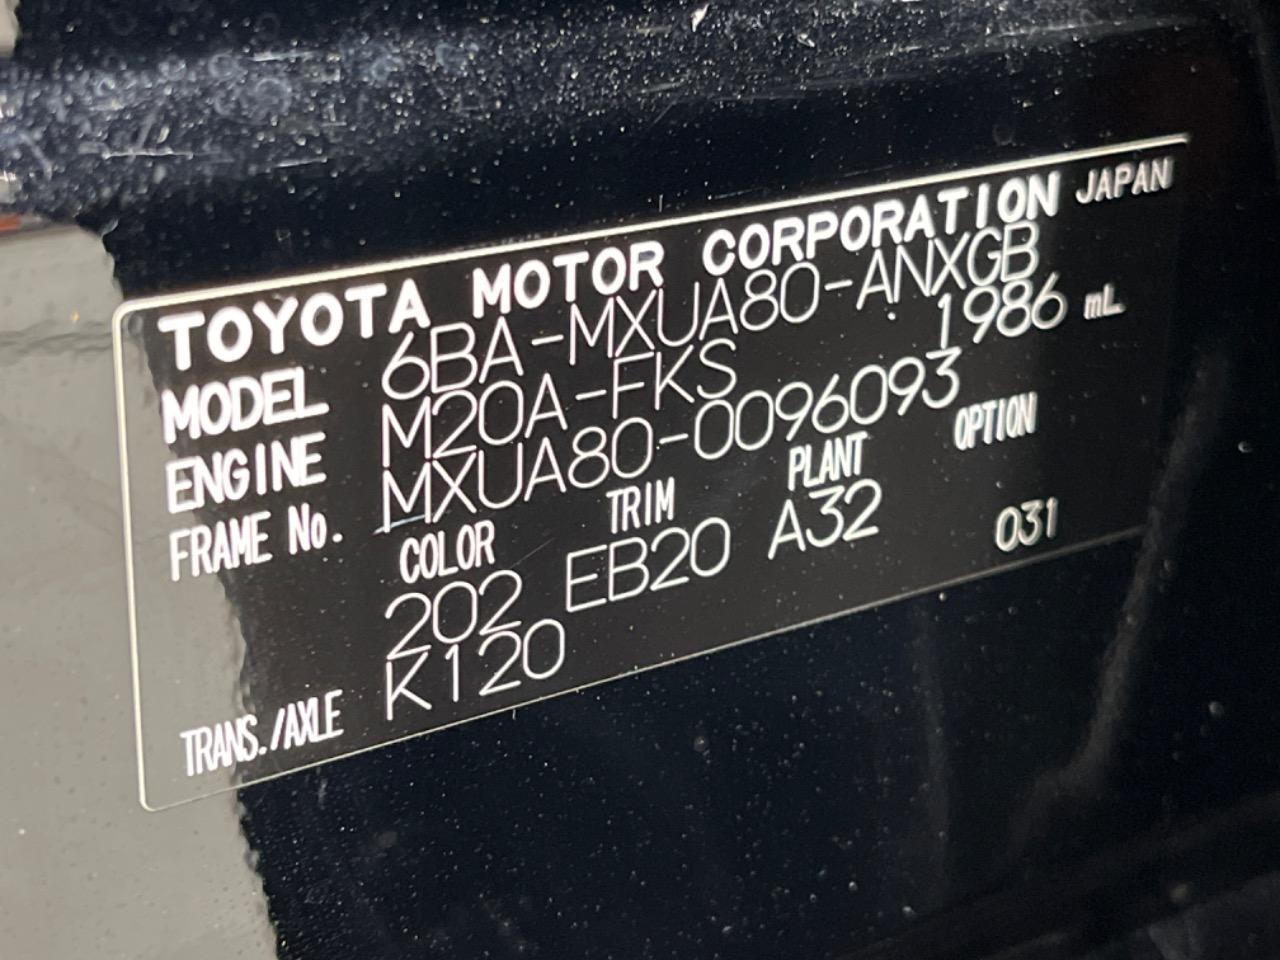 TOYOTA MOTOR CORPORATION JAPAN
MODEL 6BA-MXUA80-ANXGB
ENGINE M20A-FKS 1986 mL
FRAME No. MXUA80-0096093
COLOR TRIM PLANT OPTION
202 EB20 A32 031
TRANS./AXLE K120